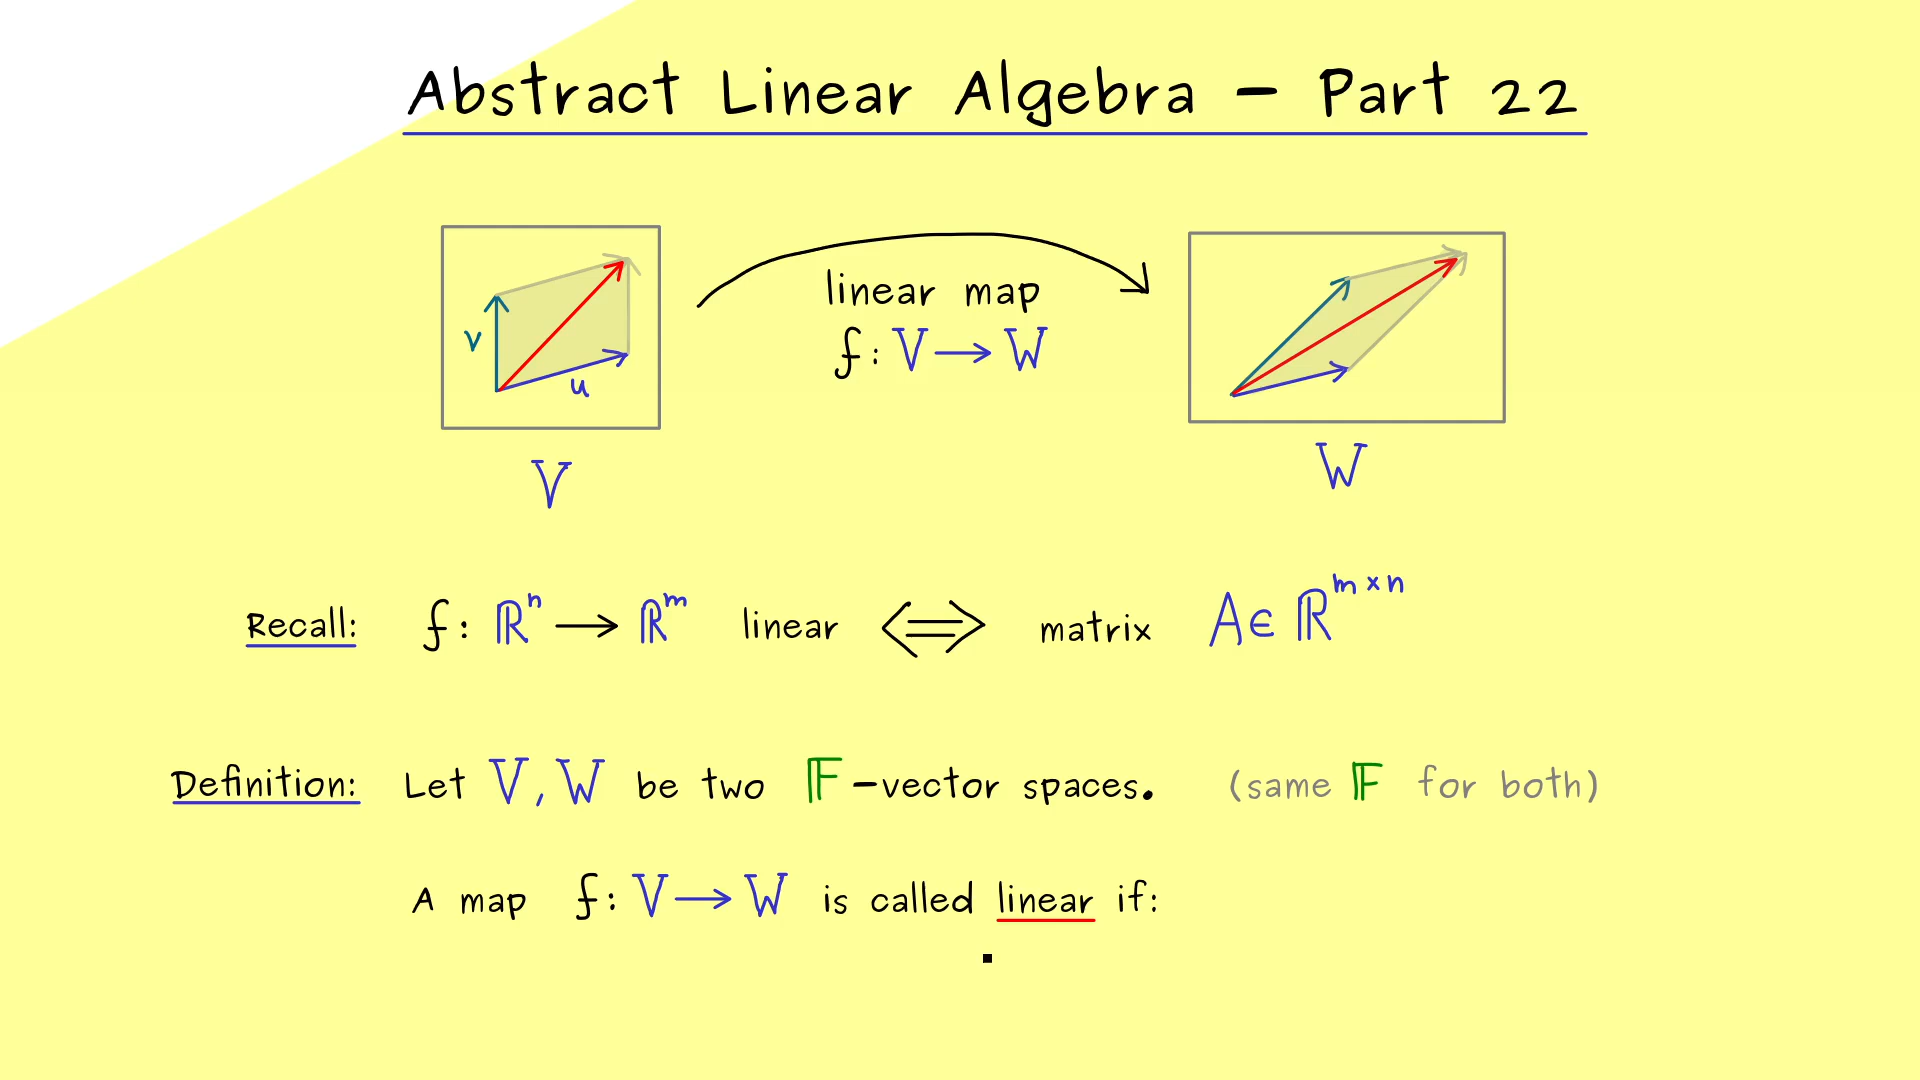 Abstract Linear Algebra – Part 22
linear map
f: V → W
v
u
V
W
Recall: f: ℝⁿ → ℝᵐ linear ⟺ matrix A ∈ ℝᵐˣⁿ
Definition: Let V, W be two 𝔽-vector spaces. (same 𝔽 for both)
A map f: V → W is called linear if: